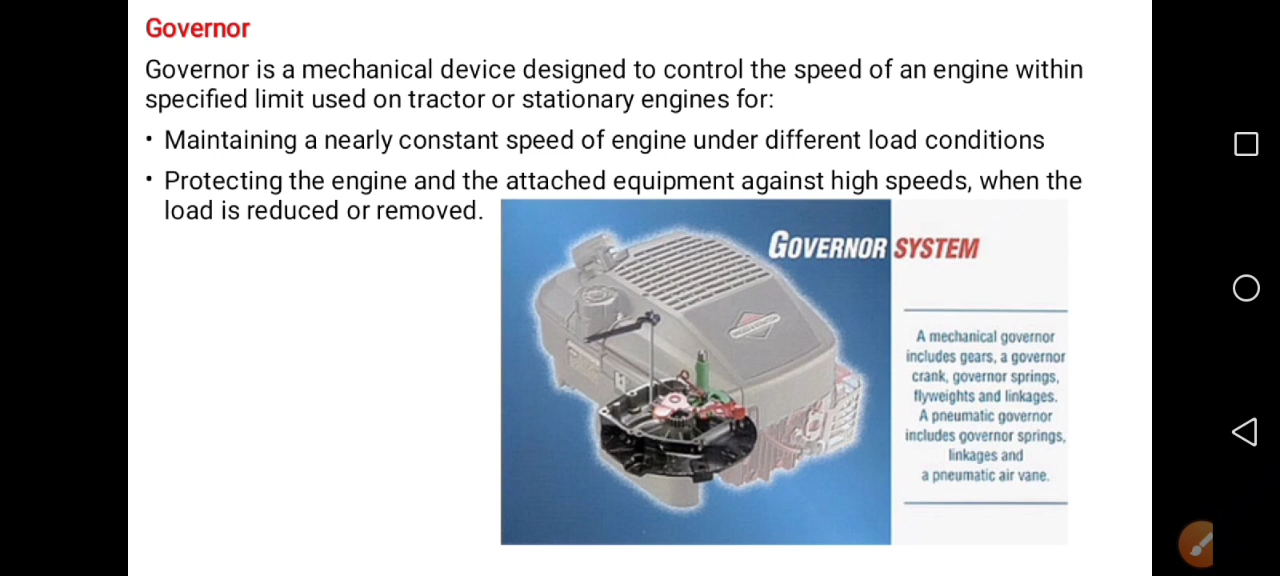 Governor
Governor is a mechanical device designed to control the speed of an engine within
specified limit used on tractor or stationary engines for:
• Maintaining a nearly constant speed of engine under different load conditions
• Protecting the engine and the attached equipment against high speeds, when the
load is reduced or removed.
GOVERNOR SYSTEM
A mechanical governor
includes gears, a governor
crank, governor springs,
flyweights and linkages.
A pneumatic governor
includes governor springs,
linkages and
a pneumatic air vane.